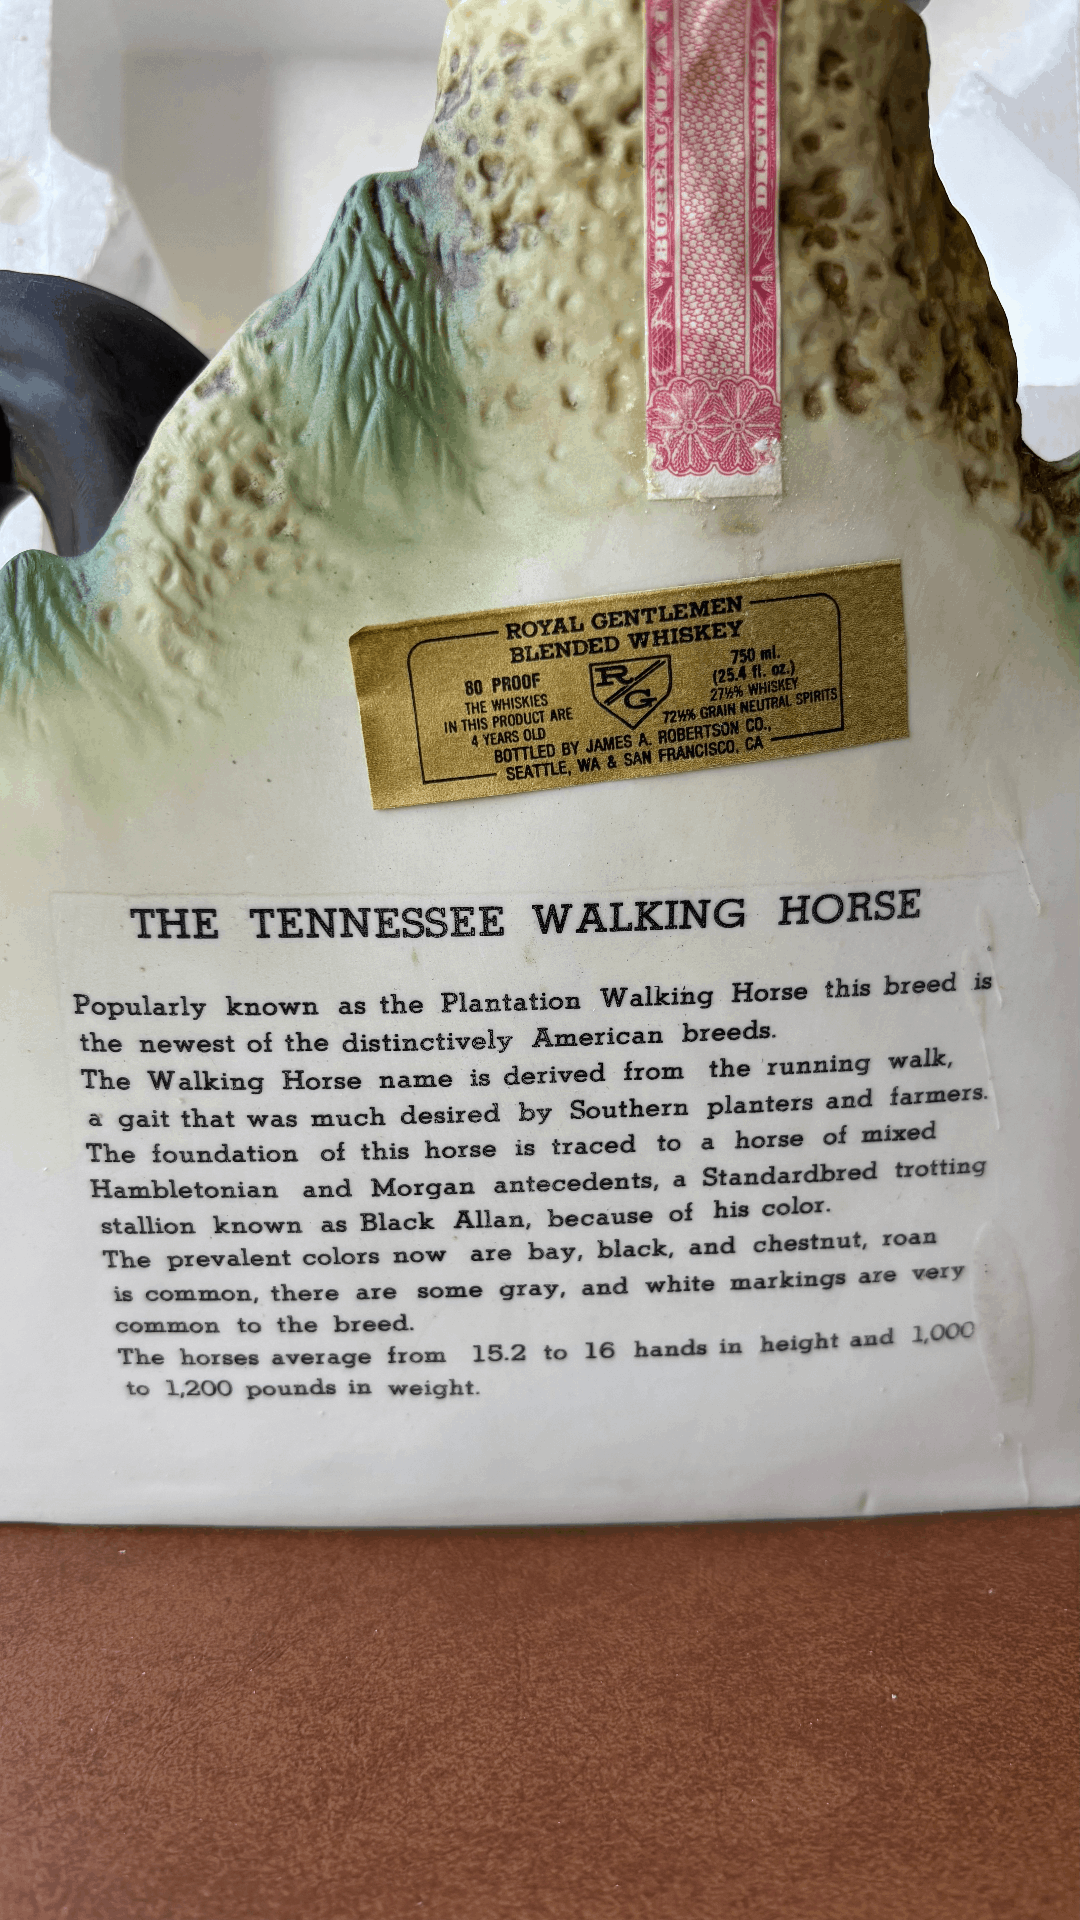 BUREAU OF A
DISTILLED
ROYAL GENTLEMEN
BLENDED WHISKEY
80 PROOF
THE WHISKIES
IN THIS PRODUCT ARE
4 YEARS OLD
R/G
750 ml.
(25.4 fl. oz.)
27½% WHISKEY
72½% GRAIN NEUTRAL SPIRITS
BOTTLED BY JAMES A. ROBERTSON CO.,
SEATTLE, WA & SAN FRANCISCO, CA
THE TENNESSEE WALKING HORSE
Popularly known as the Plantation Walking Horse this breed is
the newest of the distinctively American breeds.
The Walking Horse name is derived from the running walk,
a gait that was much desired by Southern planters and farmers.
The foundation of this horse is traced to a horse of mixed
Hambletonian and Morgan antecedents, a Standardbred trotting
stallion known as Black Allan, because of his color.
The prevalent colors now are bay, black, and chestnut, roan
is common, there are some gray, and white markings are very
common to the breed.
The horses average from 15.2 to 16 hands in height and 1,000
to 1,200 pounds in weight.